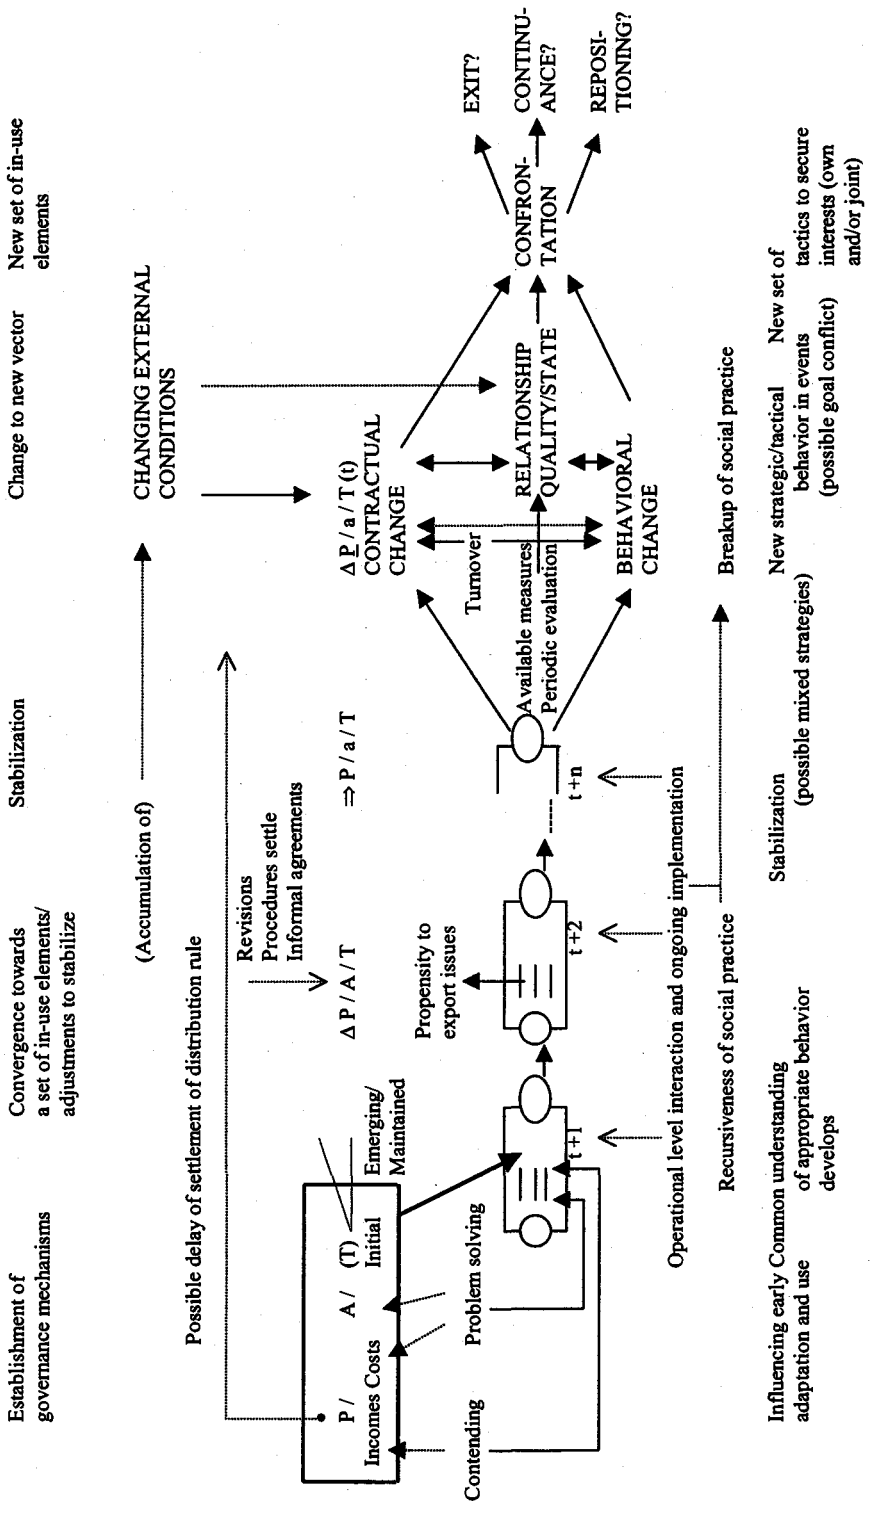 Establishment of
governance mechanisms
Convergence towards
a set of in-use elements/
adjustments to stabilize
Stabilization
Change to new vector
New set of in-use
elements
(Accumulation of)
CHANGING EXTERNAL
CONDITIONS
Possible delay of settlement of distribution rule
Revisions
Procedures settle
Informal agreements
P /
A /
(T)
Incomes Costs
Initial
Emerging/
Maintained
Δ P / A / T
⇒ P / a / T
Δ P / a / T (t)
CONTRACTUAL
CHANGE
Contending
Problem solving
Propensity to
export issues
Turnover
Available measures
Periodic evaluation
RELATIONSHIP
QUALITY/STATE
CONFRON-
TATION
EXIT?
CONTINU-
ANCE?
REPOSI-
TIONING?
t +1
t +2
t +n
BEHAVIORAL
CHANGE
Operational level interaction and ongoing implementation
Recursiveness of social practice
Breakup of social practice
Influencing early
adaptation and use
Common understanding
of appropriate behavior
develops
Stabilization
(possible mixed strategies)
New strategic/tactical
behavior in events
(possible goal conflict)
New set of
tactics to secure
interests (own
and/or joint)